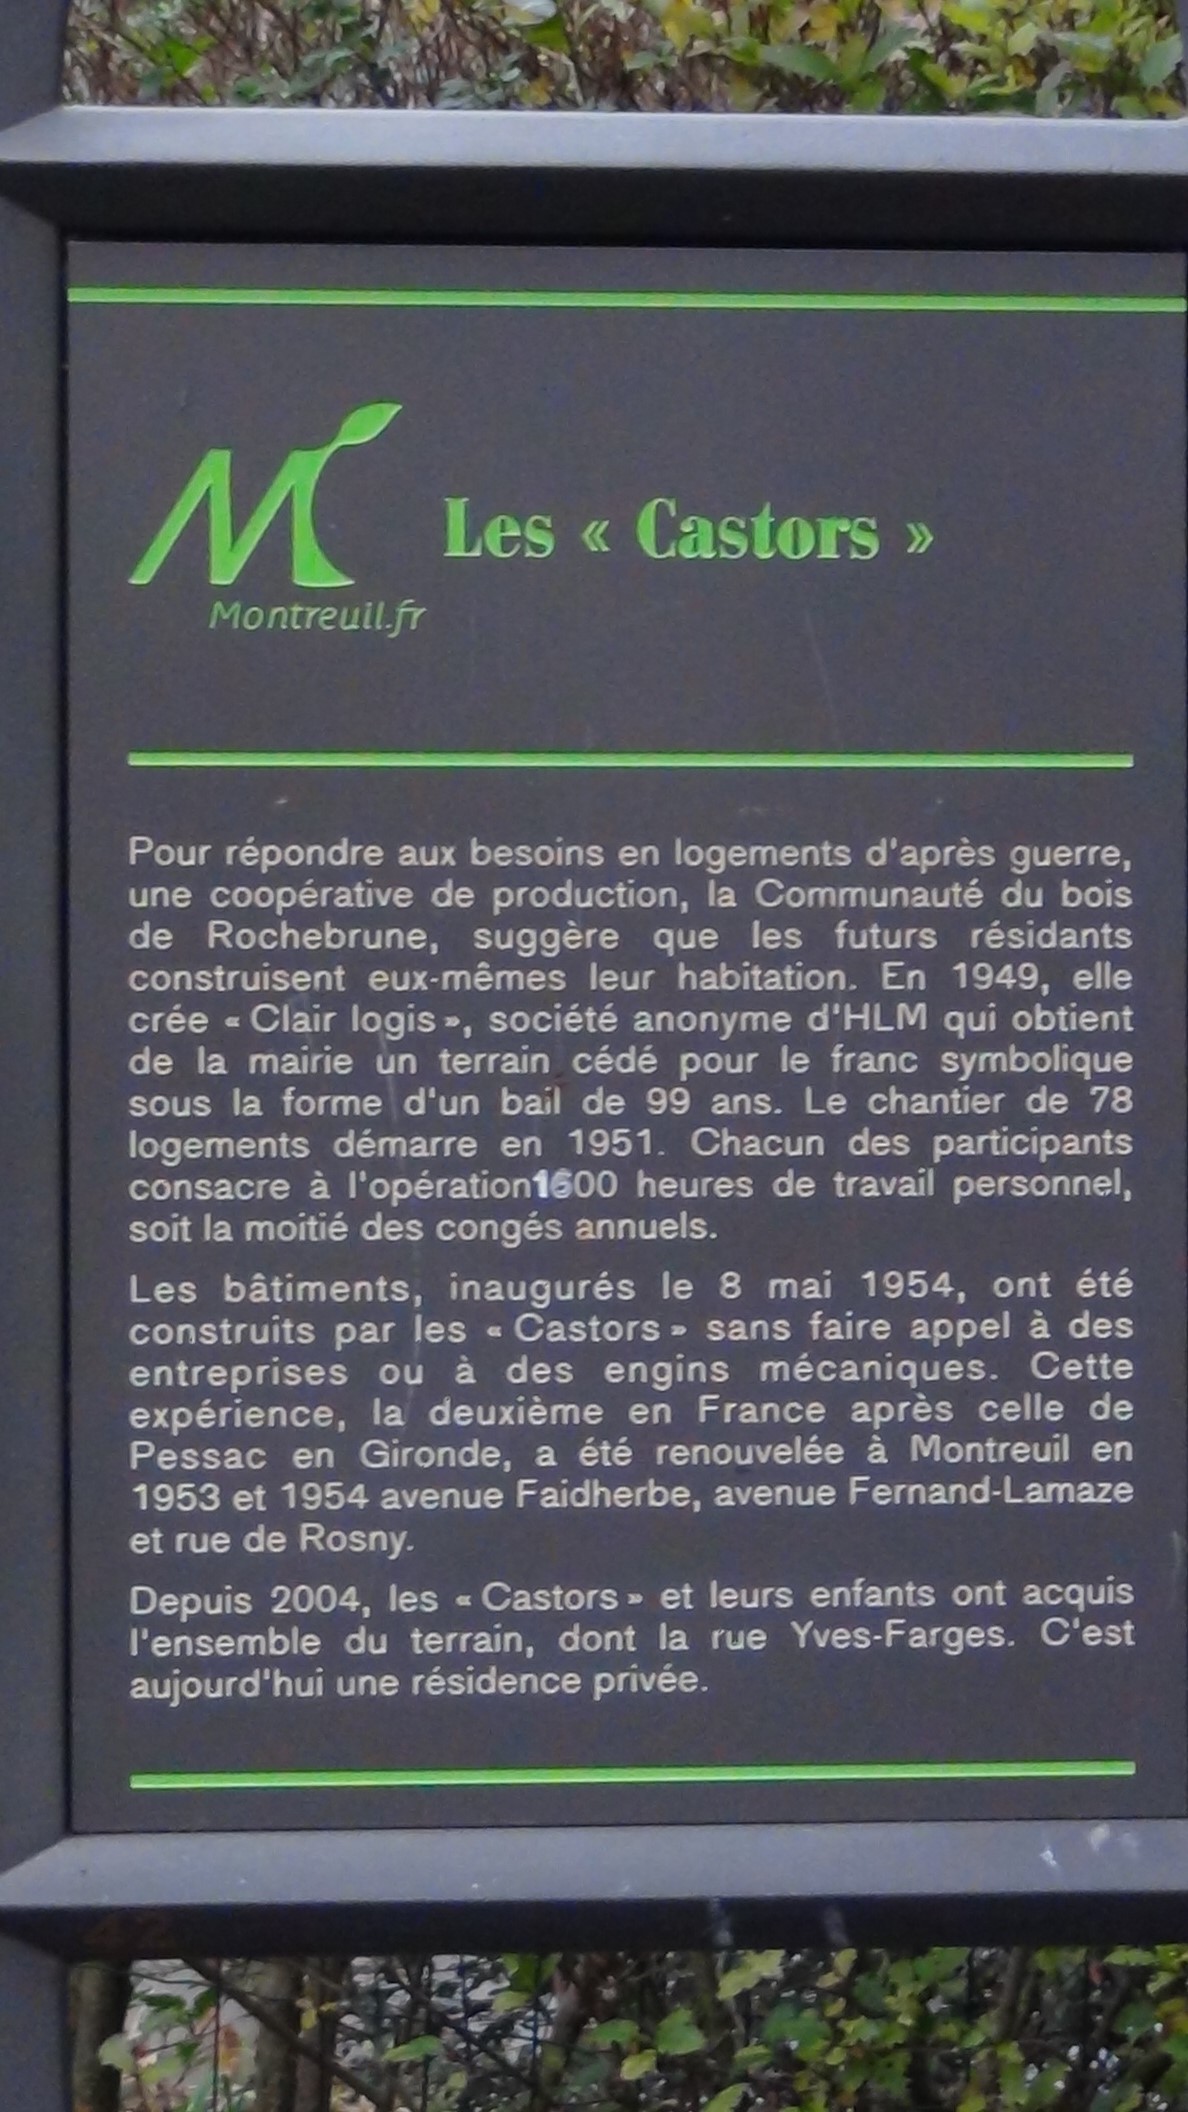 Les « Castors »
Montreuil.fr
Pour répondre aux besoins en logements d'après guerre,
une coopérative de production, la Communauté du bois
de Rochebrune, suggère que les futurs résidants
construisent eux-mêmes leur habitation. En 1949, elle
crée « Clair logis », société anonyme d'HLM qui obtient
de la mairie un terrain cédé pour le franc symbolique
sous la forme d'un bail de 99 ans. Le chantier de 78
logements démarre en 1951. Chacun des participants
consacre à l'opération1600 heures de travail personnel,
soit la moitié des congés annuels.
Les bâtiments, inaugurés le 8 mai 1954, ont été
construits par les « Castors » sans faire appel à des
entreprises ou à des engins mécaniques. Cette
expérience, la deuxième en France après celle de
Pessac en Gironde, a été renouvelée à Montreuil en
1953 et 1954 avenue Faidherbe, avenue Fernand-Lamaze
et rue de Rosny.
Depuis 2004, les « Castors » et leurs enfants ont acquis
l'ensemble du terrain, dont la rue Yves-Farges. C'est
aujourd'hui une résidence privée.